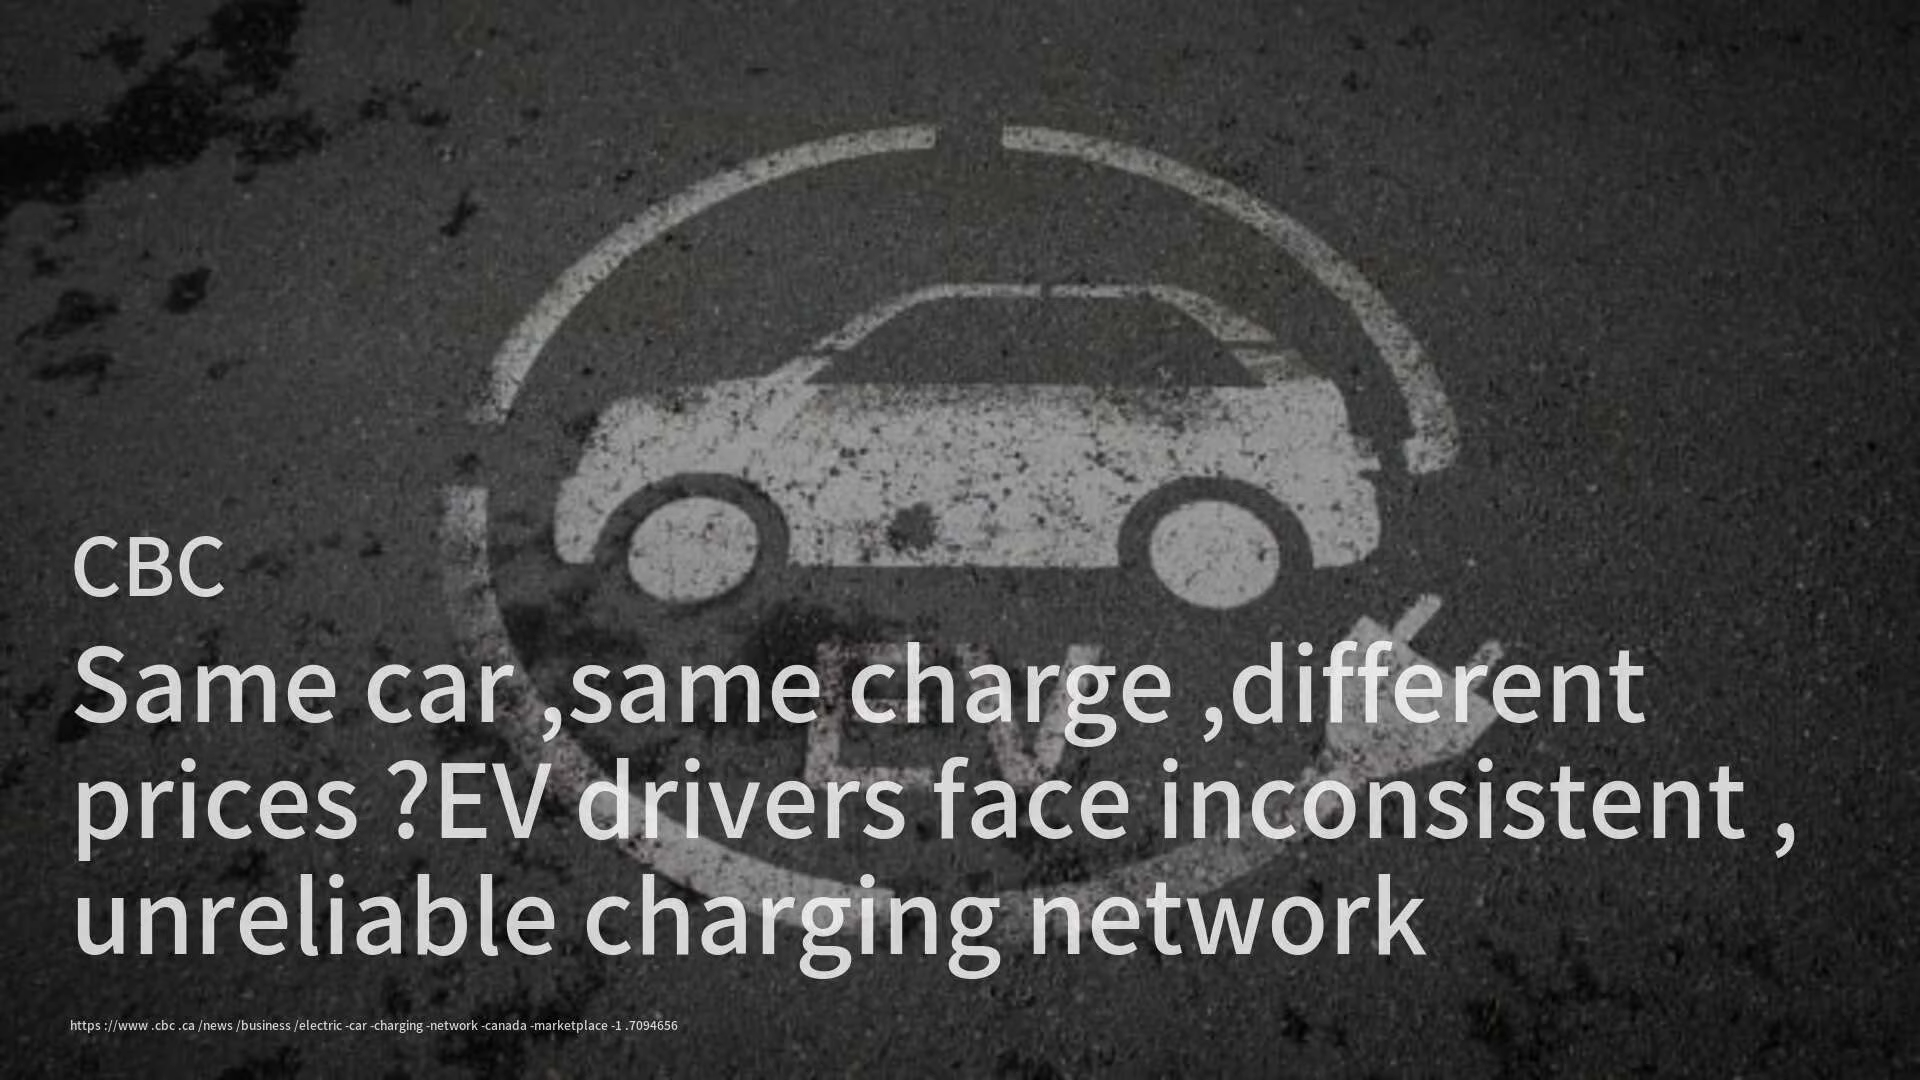 CBC
Same car ,same charge ,different
prices ?EV drivers face inconsistent ,
unreliable charging network
EV
https ://www .cbc .ca /news /business /electric -car -charging -network -canada -marketplace -1 .7094656